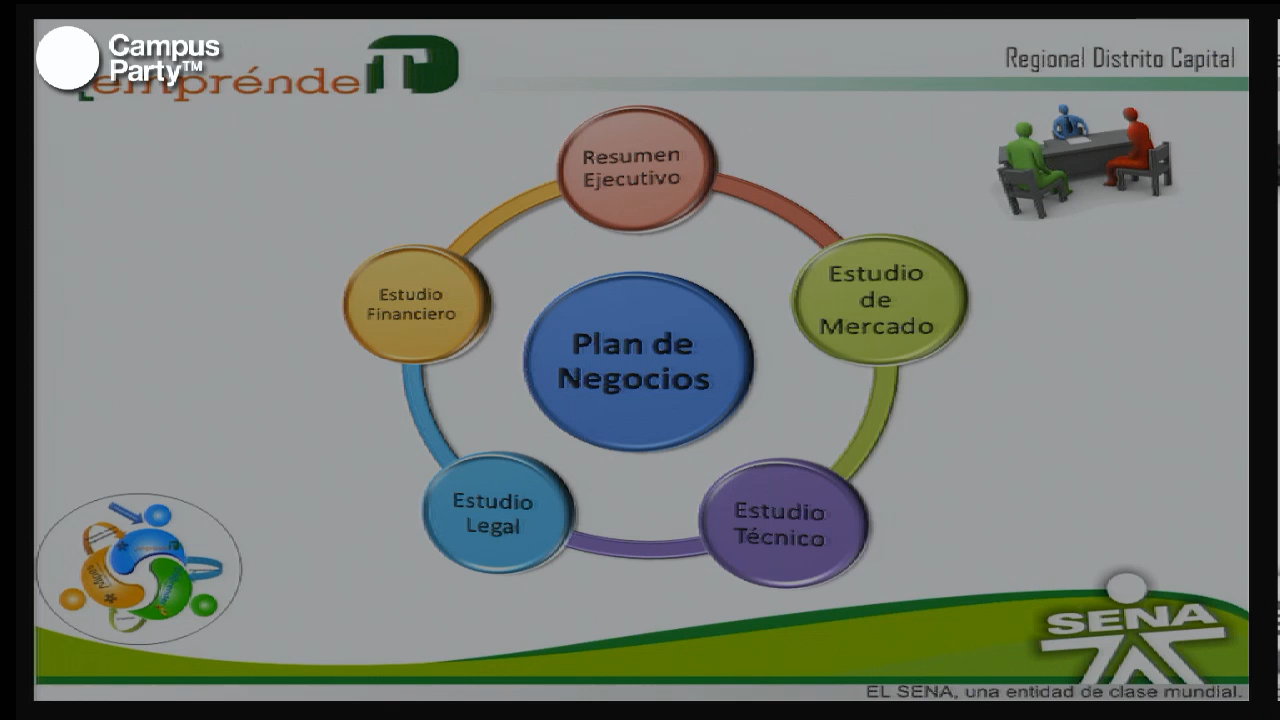 Campus
Party™
empréndeTD
Regional Distrito Capital
Resumen
Ejecutivo
Estudio
de
Mercado
Estudio
Financiero
Plan de
Negocios
Estudio
Legal
Estudio
Técnico
SENA
EL SENA, una entidad de clase mundial.